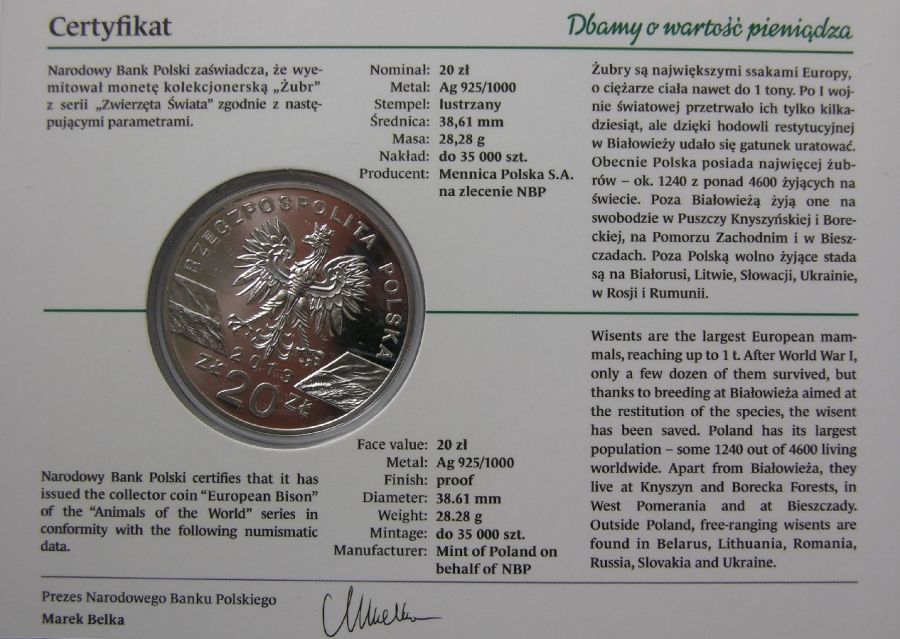 Certyfikat
Dbamy o wartość pieniądza
Narodowy Bank Polski zaświadcza, że wye-
mitował monetę kolekcjonerską „Żubr”
z serii „Zwierzęta Świata” zgodnie z nastę-
pującymi parametrami.
Nominał: 20 zł
Metal: Ag 925/1000
Stempel: lustrzany
Średnica: 38,61 mm
Masa: 28,28 g
Nakład: do 35 000 szt.
Producent: Mennica Polska S.A.
na zlecenie NBP
Żubry są największymi ssakami Europy,
o ciężarze ciała nawet do 1 tony. Po I woj-
nie światowej przetrwało ich tylko kilka-
dziesiąt, ale dzięki hodowli restytucyjnej
w Białowieży udało się gatunek uratować.
Obecnie Polska posiada najwięcej żub-
rów – ok. 1240 z ponad 4600 żyjących na
świecie. Poza Białowieżą żyją one na
swobodzie w Puszczy Knyszyńskiej i Bore-
ckiej, na Pomorzu Zachodnim i w Biesz-
czadach. Poza Polską wolno żyjące stada
są na Białorusi, Litwie, Słowacji, Ukrainie,
w Rosji i Rumunii.
RZECZPOSPOLITA POLSKA
2013
ZŁ 20 ZŁ
Narodowy Bank Polski certifies that it has
issued the collector coin “European Bison”
of the “Animals of the World” series in
conformity with the following numismatic
data.
Face value: 20 zł
Metal: Ag 925/1000
Finish: proof
Diameter: 38.61 mm
Weight: 28.28 g
Mintage: do 35 000 szt.
Manufacturer: Mint of Poland on
behalf of NBP
Wisents are the largest European mam-
mals, reaching up to 1 t. After World War I,
only a few dozen of them survived, but
thanks to breeding at Białowieża aimed at
the restitution of the species, the wisent
has been saved. Poland has its largest
population – some 1240 out of 4600 living
worldwide. Apart from Białowieża, they
live at Knyszyn and Borecka Forests, in
West Pomerania and at Bieszczady.
Outside Poland, free-ranging wisents are
found in Belarus, Lithuania, Romania,
Russia, Slovakia and Ukraine.
Prezes Narodowego Banku Polskiego
Marek Belka